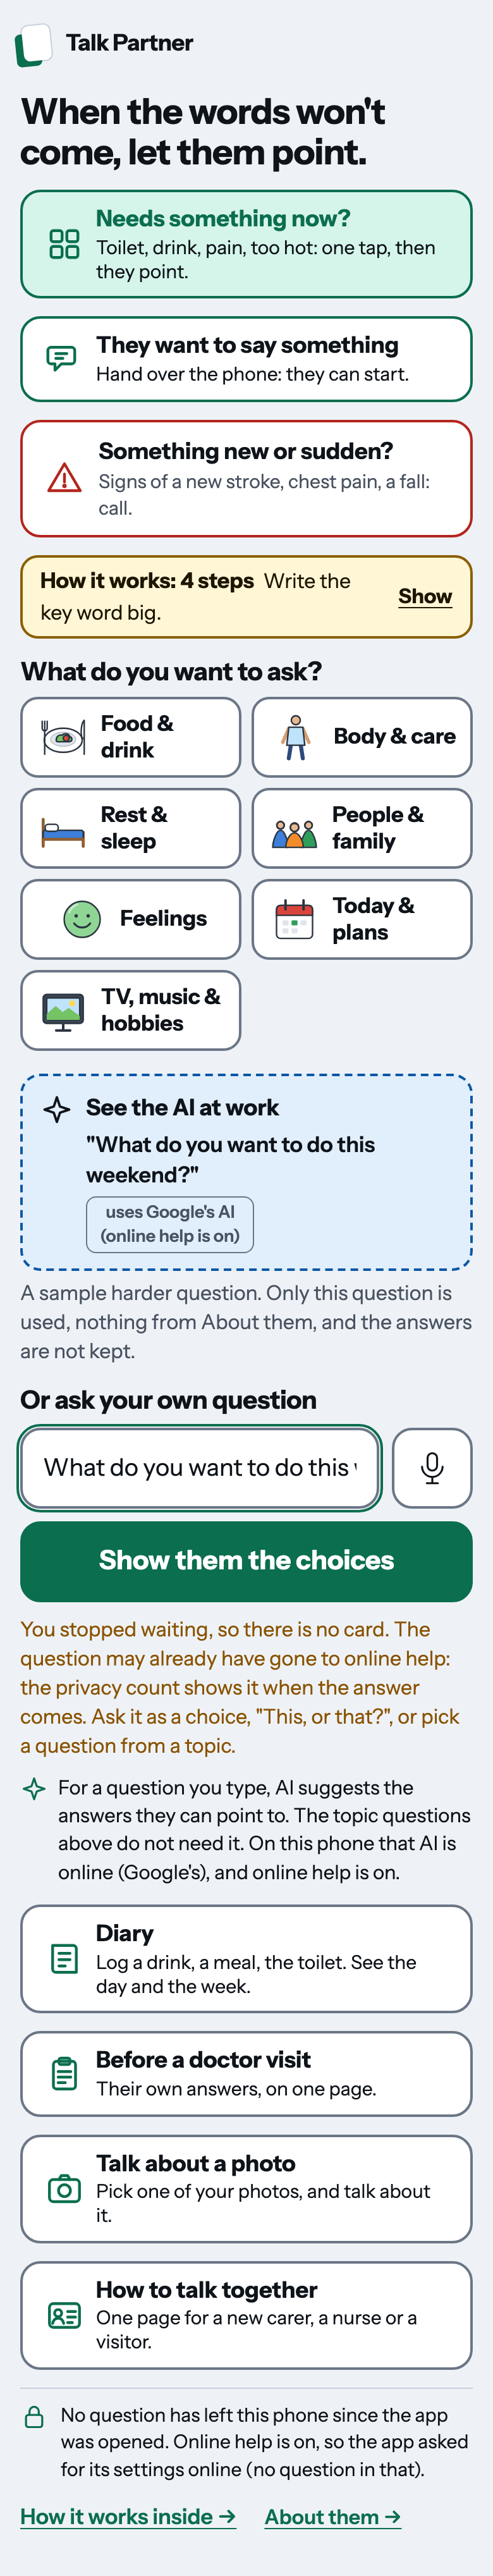 Talk Partner
When the words won't
come, let them point.
Needs something now?
Toilet, drink, pain, too hot: one tap, then
they point.
They want to say something
Hand over the phone: they can start.
Something new or sudden?
Signs of a new stroke, chest pain, a fall:
call.
How it works: 4 steps Write the
key word big.
Show
What do you want to ask?
Food &
drink
Body & care
Rest &
sleep
People &
family
Feelings
Today &
plans
TV, music &
hobbies
See the AI at work
"What do you want to do this
weekend?"
uses Google's AI
(online help is on)
A sample harder question. Only this question is
used, nothing from About them, and the answers
are not kept.
Or ask your own question
What do you want to do this
Show them the choices
You stopped waiting, so there is no card. The
question may already have gone to online help:
the privacy count shows it when the answer
comes. Ask it as a choice, "This, or that?", or pick
a question from a topic.
For a question you type, AI suggests the
answers they can point to. The topic questions
above do not need it. On this phone that AI is
online (Google's), and online help is on.
Diary
Log a drink, a meal, the toilet. See the
day and the week.
Before a doctor visit
Their own answers, on one page.
Talk about a photo
Pick one of your photos, and talk about
it.
How to talk together
One page for a new carer, a nurse or a
visitor.
No question has left this phone since the app
was opened. Online help is on, so the app asked
for its settings online (no question in that).
How it works inside →
About them →